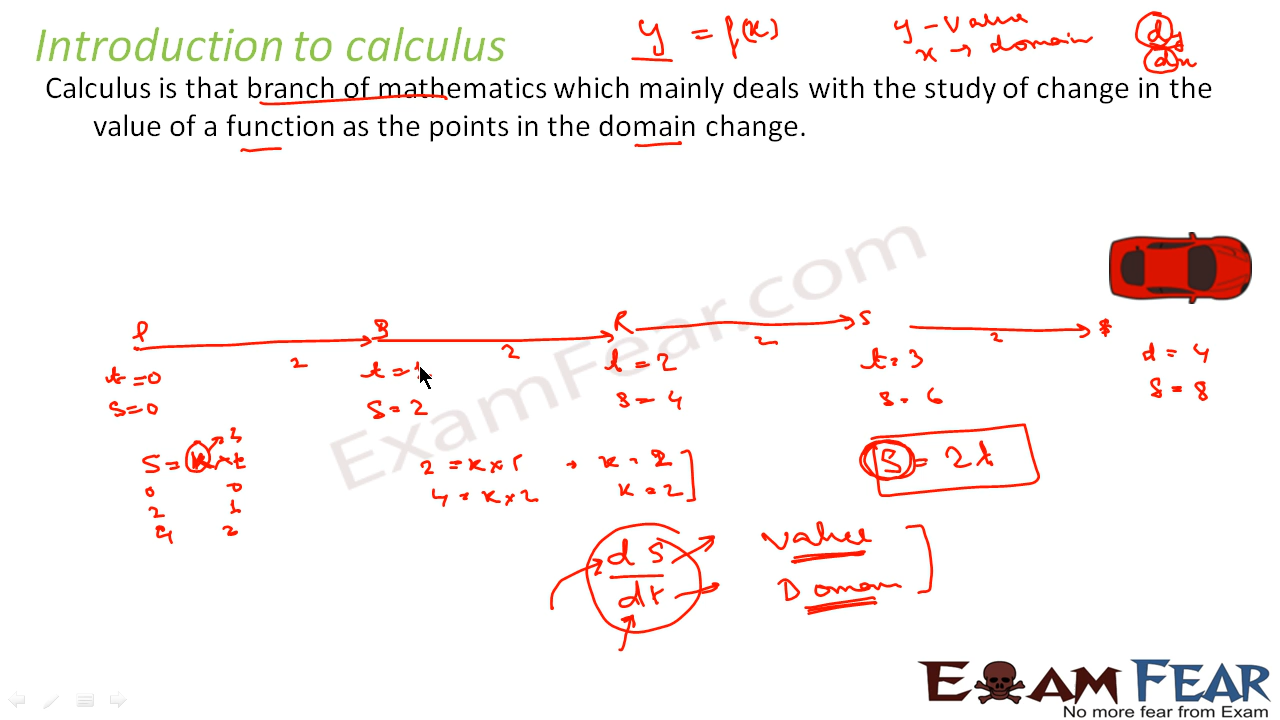 Introduction to calculus
y = f(x)
y - Value
x → domain
dy
dx
Calculus is that branch of mathematics which mainly deals with the study of change in the
value of a function as the points in the domain change.
ExamFear.com
P
R
S
2
2
2
2
t = 0
t = 1
t = 2
t = 3
d = 4
S = 0
S = 2
S = 4
S = 6
S = 8
S = K × t
0 0
2 1
4 2
2 = K × 1 → K = 2
4 = K × 2 K = 2
S = 2t
dS → Value
dt → Domain
EXAM FEAR
No more fear from Exam